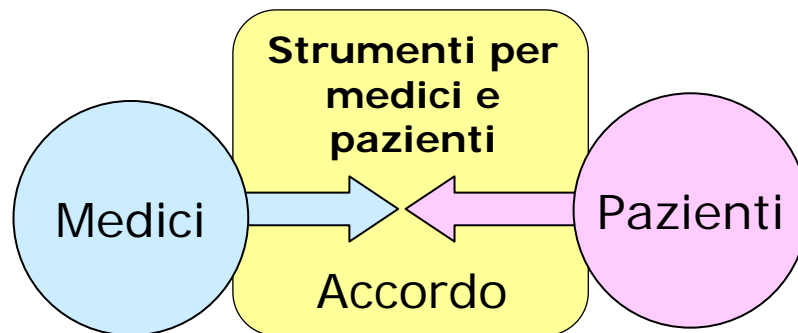 Strumenti per
medici e
pazienti
Medici
Pazienti
Accordo